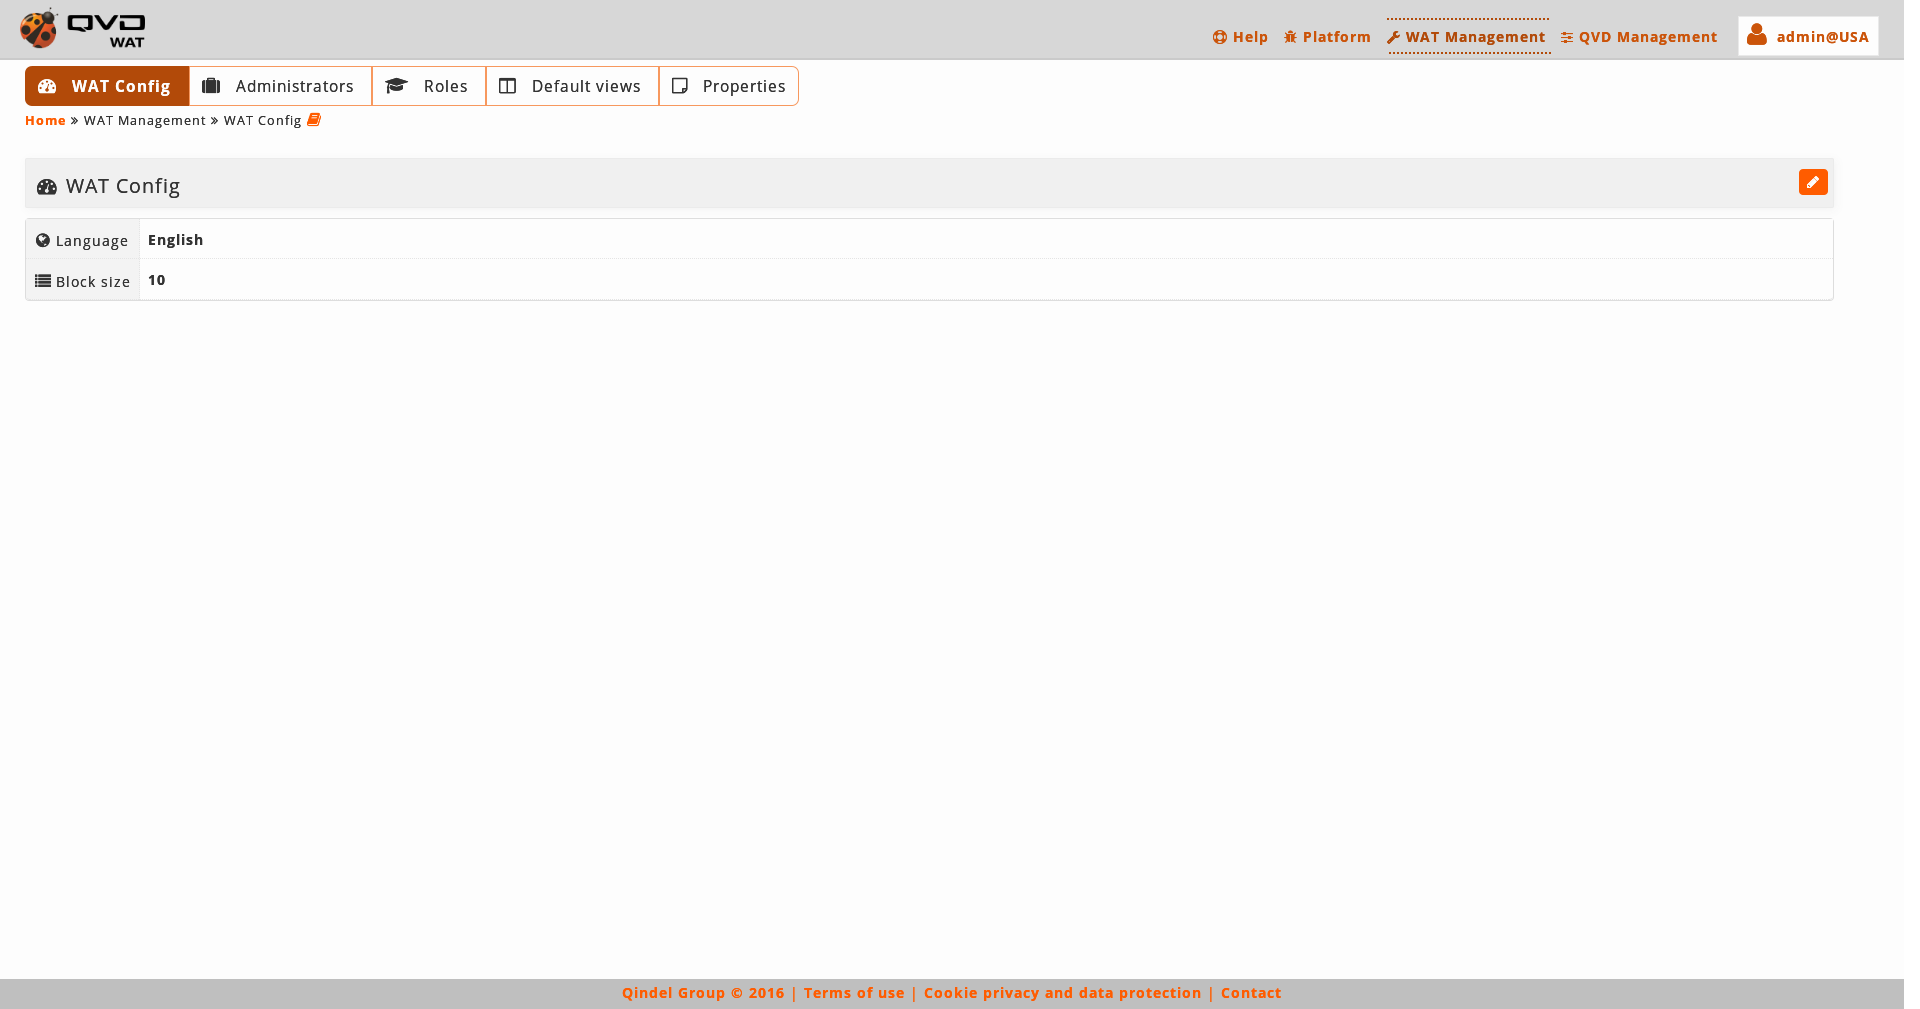 QVD
WAT
Help Platform WAT Management QVD Management admin@USA
WAT Config Administrators Roles Default views Properties
Home » WAT Management » WAT Config
WAT Config
Language English
Block size 10
Qindel Group © 2016 | Terms of use | Cookie privacy and data protection | Contact